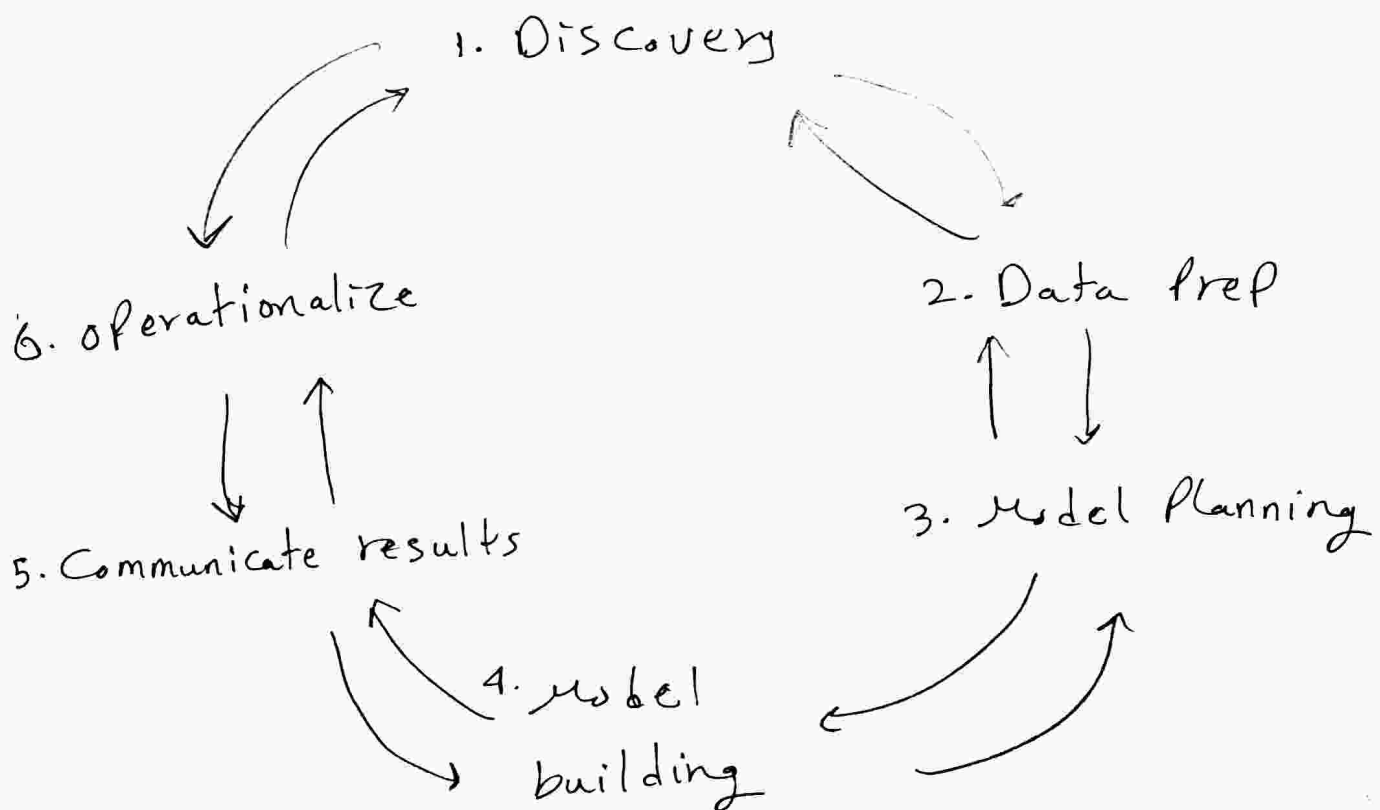 1. Discovery
2. Data Prep
3. Model Planning
4. Model
building
5. Communicate results
6. operationalize